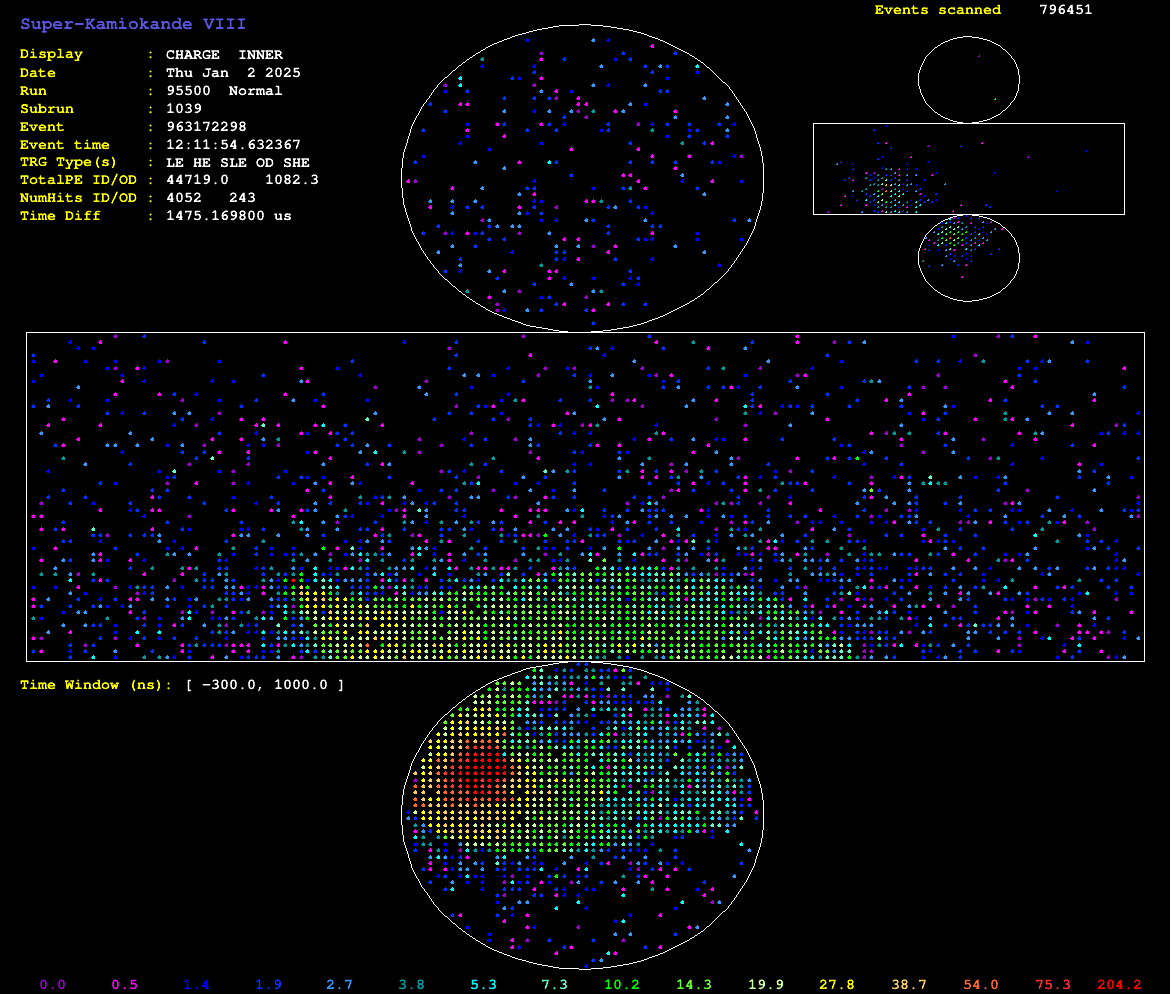 Super-Kamiokande VIII
Events scanned 796451
Display : CHARGE INNER
Date : Thu Jan 2 2025
Run : 95500 Normal
Subrun : 1039
Event : 963172298
Event time : 12:11:54.632367
TRG Type(s) : LE HE SLE OD SHE
TotalPE ID/OD : 44719.0 1082.3
NumHits ID/OD : 4052 243
Time Diff : 1475.169800 us
Time Window (ns): [ -300.0, 1000.0 ]
0.0 0.5 1.4 1.9 2.7 3.8 5.3 7.3 10.2 14.3 19.9 27.8 38.7 54.0 75.3 204.2